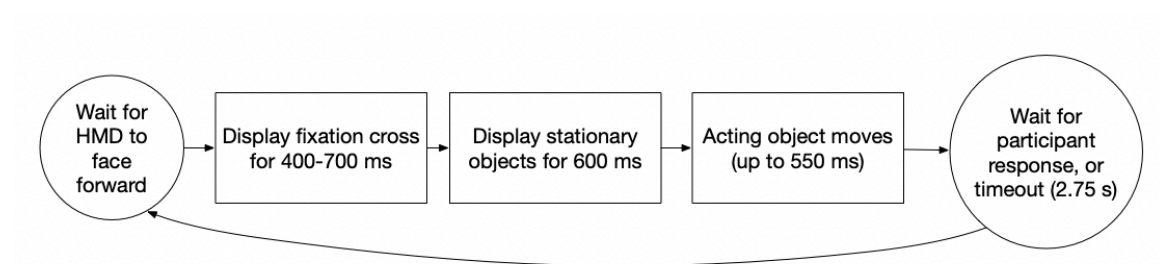 Wait for
HMD to
face
forward
Display fixation cross
for 400-700 ms
Display stationary
objects for 600 ms
Acting object moves
(up to 550 ms)
Wait for
participant
response, or
timeout (2.75 s)